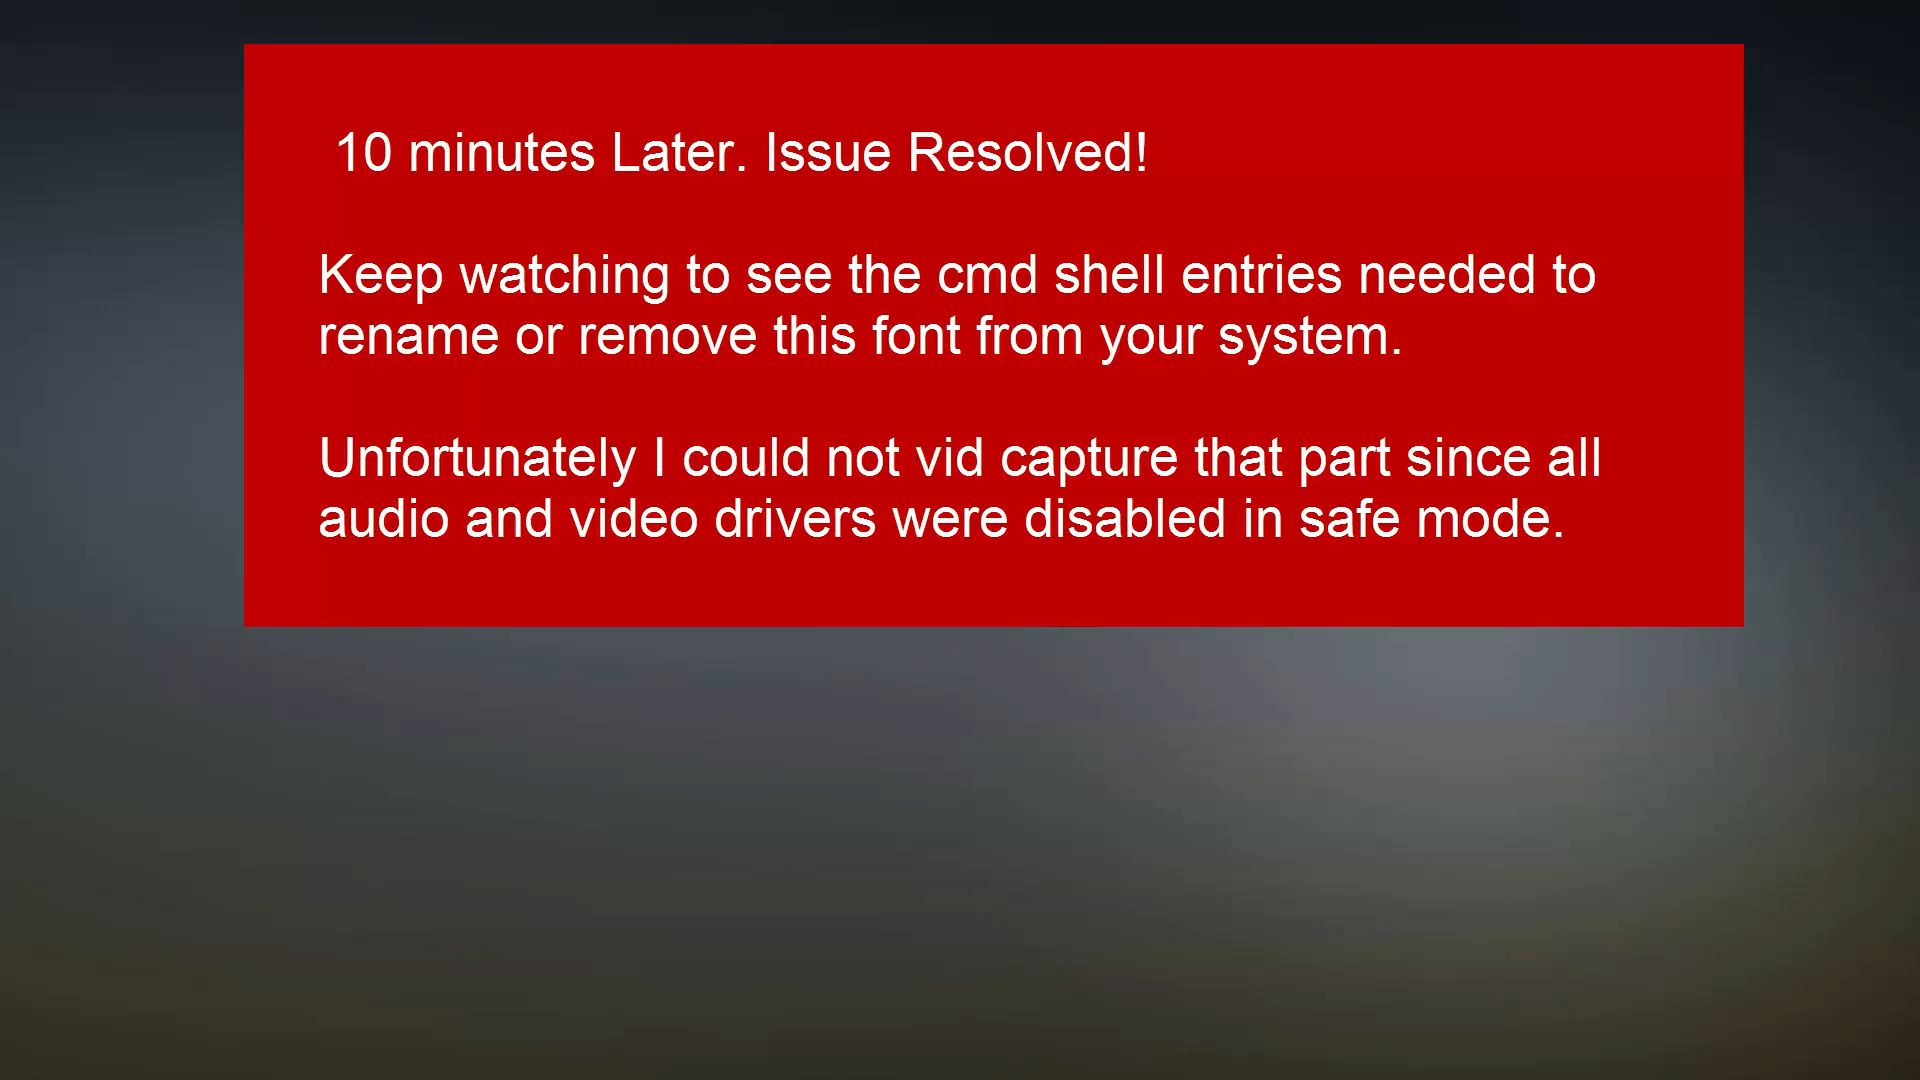 10 minutes Later. Issue Resolved!
Keep watching to see the cmd shell entries needed to
rename or remove this font from your system.
Unfortunately I could not vid capture that part since all
audio and video drivers were disabled in safe mode.